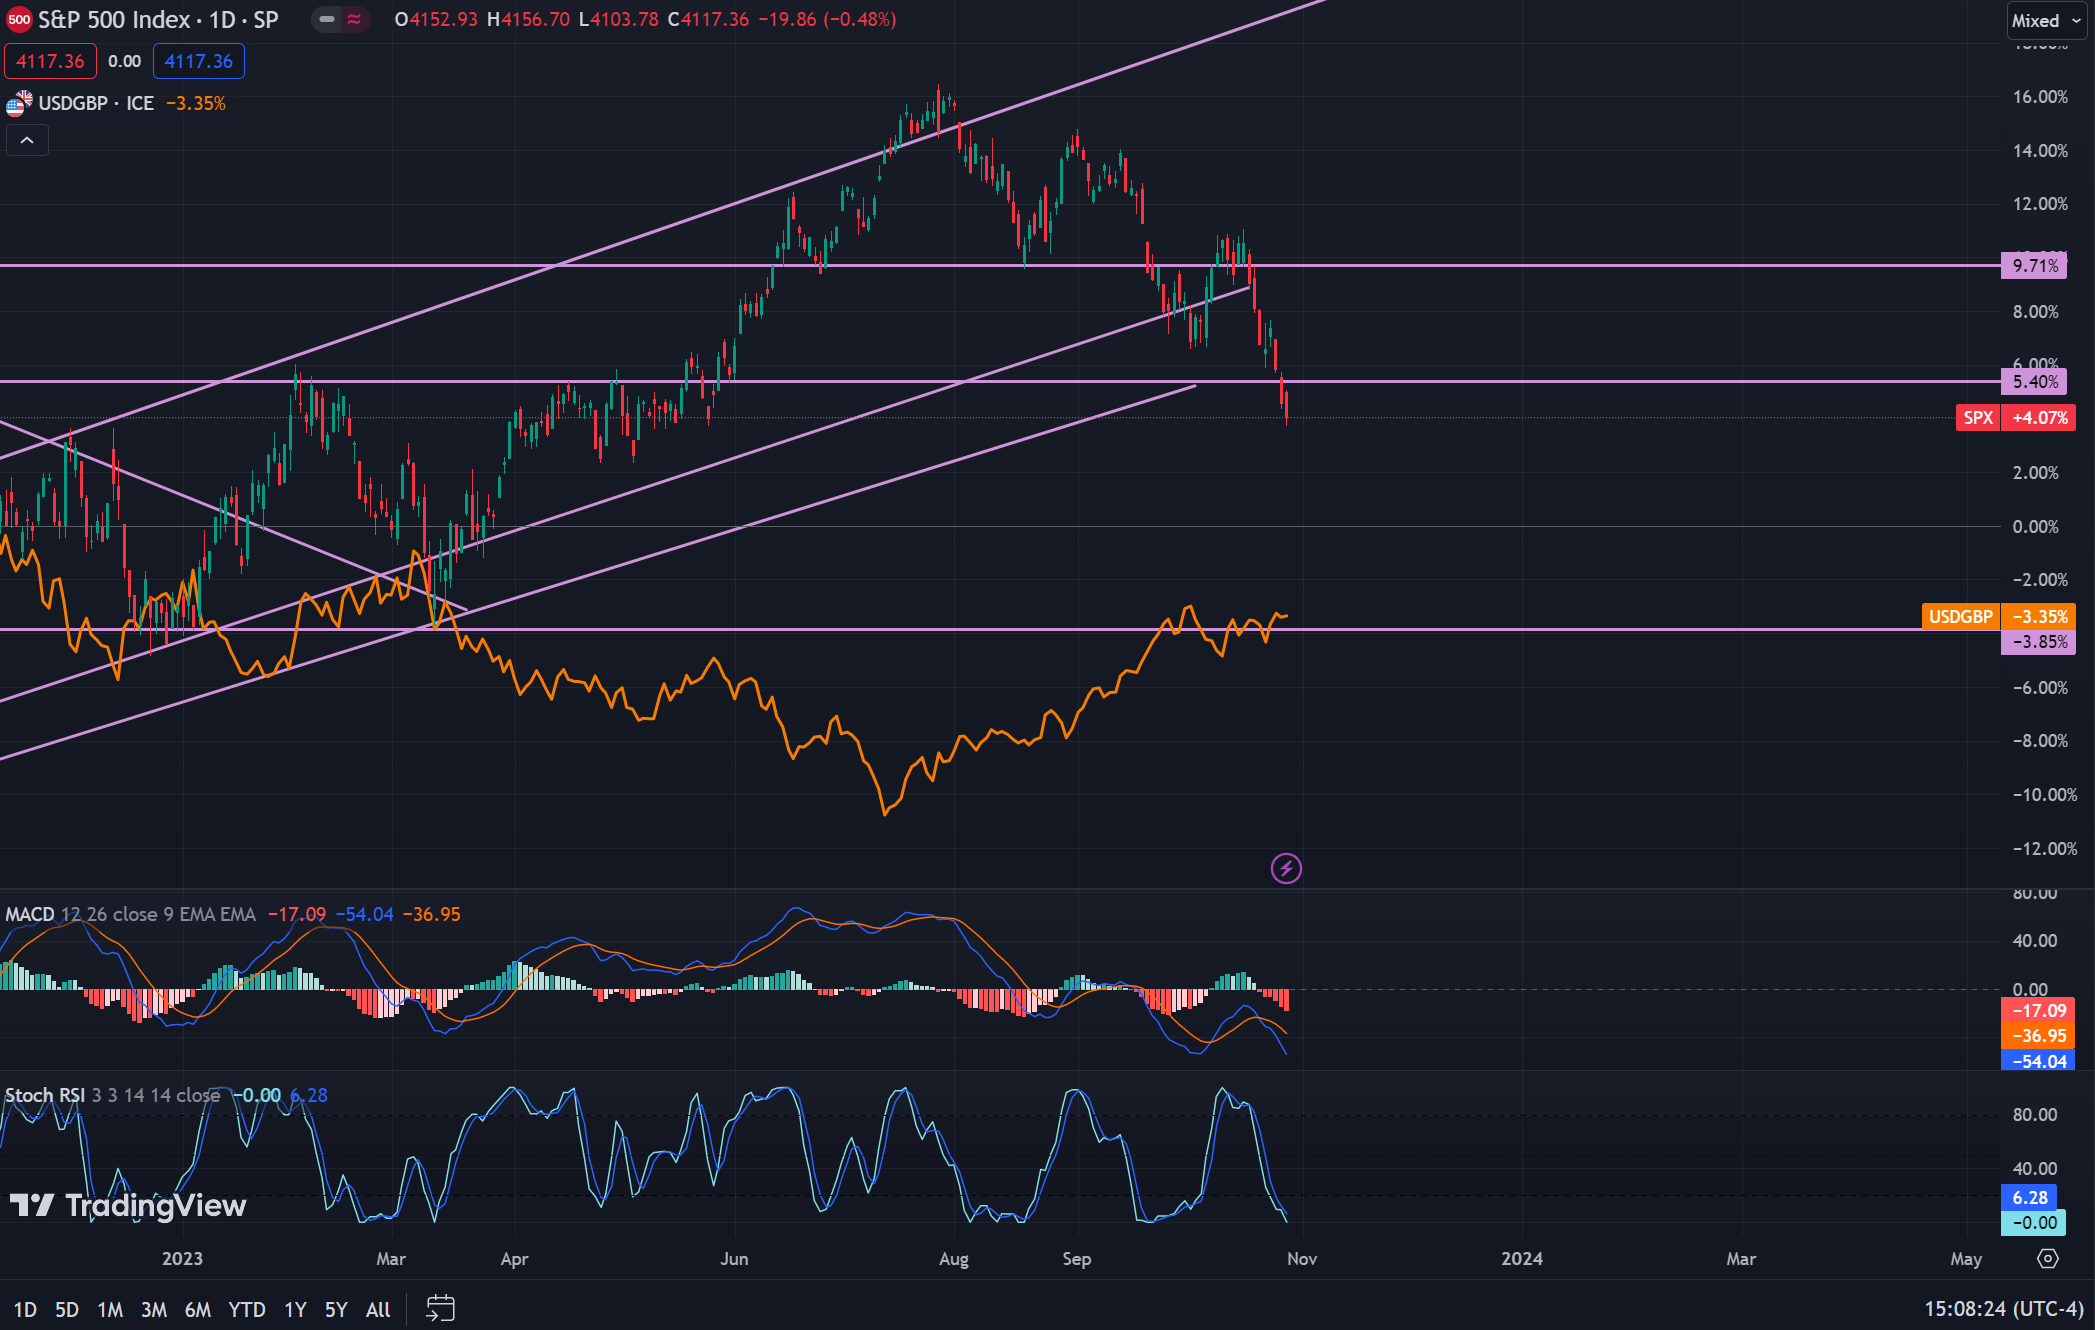 500 S&P 500 Index · 1D · SP O4152.93 H4156.70 L4103.78 C4117.36 −19.86 (−0.48%)
Mixed
4117.36 0.00 4117.36
USDGBP · ICE −3.35%
16.00%
14.00%
12.00%
9.71%
8.00%
6.00%
5.40%
SPX +4.07%
2.00%
0.00%
−2.00%
USDGBP −3.35%
−3.85%
−6.00%
−8.00%
−10.00%
−12.00%
80.00
MACD 12 26 close 9 EMA EMA −17.09 −54.04 −36.95
40.00
0.00
−17.09
−36.95
−54.04
Stoch RSI 3 3 14 14 close −0.00 6.28
80.00
40.00
6.28
−0.00
TradingView
2023 Mar Apr Jun Aug Sep Nov 2024 Mar May
1D 5D 1M 3M 6M YTD 1Y 5Y All
15:08:24 (UTC-4)